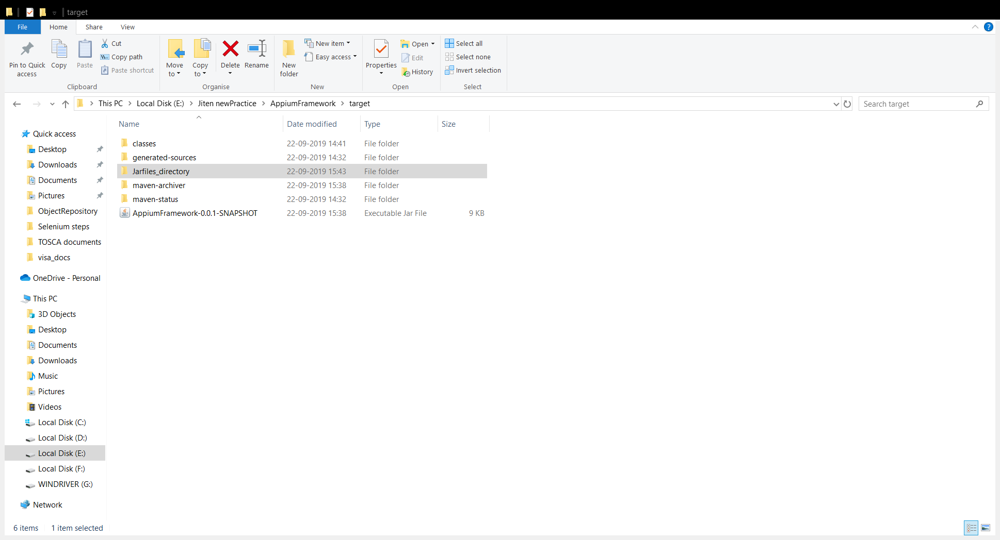 target
File Home Share View
Pin to Quick access
Copy
Paste
Cut
Copy path
Paste shortcut
Clipboard
Move to
Copy to
Delete
Rename
Organise
New folder
New item
Easy access
New
Properties
Open
Edit
History
Open
Select all
Select none
Invert selection
Select
This PC > Local Disk (E:) > Jiten newPractice > AppiumFramework > target
Search target
Quick access
Desktop
Downloads
Documents
Pictures
ObjectRepository
Selenium steps
TOSCA documents
visa_docs
OneDrive - Personal
This PC
3D Objects
Desktop
Documents
Downloads
Music
Pictures
Videos
Local Disk (C:)
Local Disk (D:)
Local Disk (E:)
Local Disk (F:)
WINDRIVER (G:)
Network
Name Date modified Type Size
classes 22-09-2019 14:41 File folder
generated-sources 22-09-2019 14:32 File folder
Jarfiles_directory 22-09-2019 15:43 File folder
maven-archiver 22-09-2019 15:38 File folder
maven-status 22-09-2019 14:32 File folder
AppiumFramework-0.0.1-SNAPSHOT 22-09-2019 15:38 Executable Jar File 9 KB
6 items 1 item selected